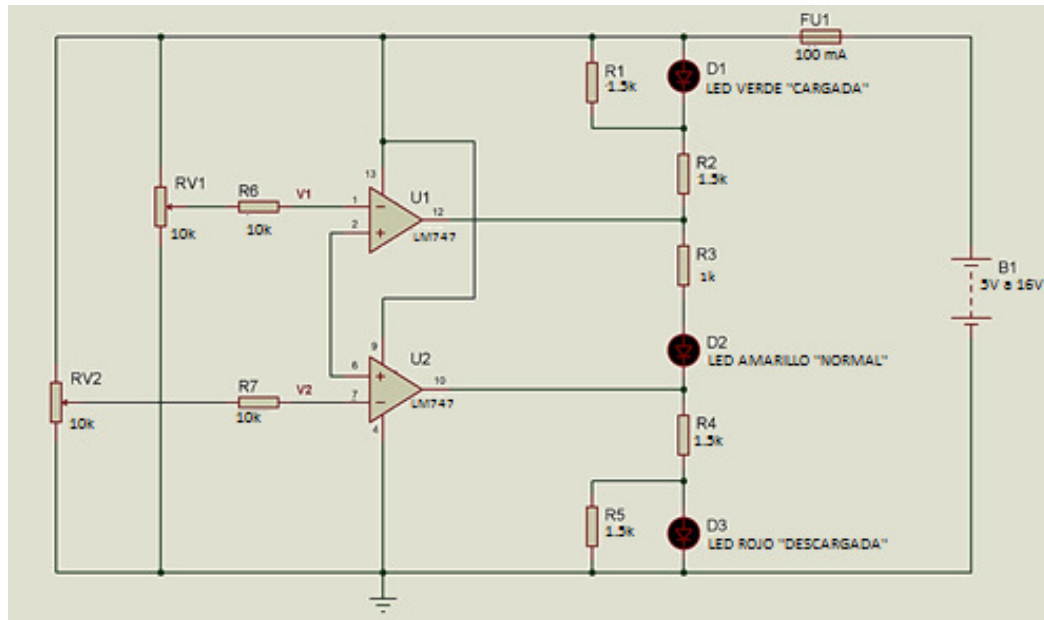 FU1
100 mA
R1
1.5k
D1
LED VERDE "CARGADA"
R2
1.5k
RV1
10k
R6
10k
V1
13
1
2
12
U1
LM747
R3
1k
B1
5V a 16V
D2
LED AMARILLO "NORMAL"
RV2
10k
R7
10k
V2
9
6
7
4
10
U2
LM747
R4
1.5k
R5
1.5k
D3
LED ROJO "DESCARGADA"